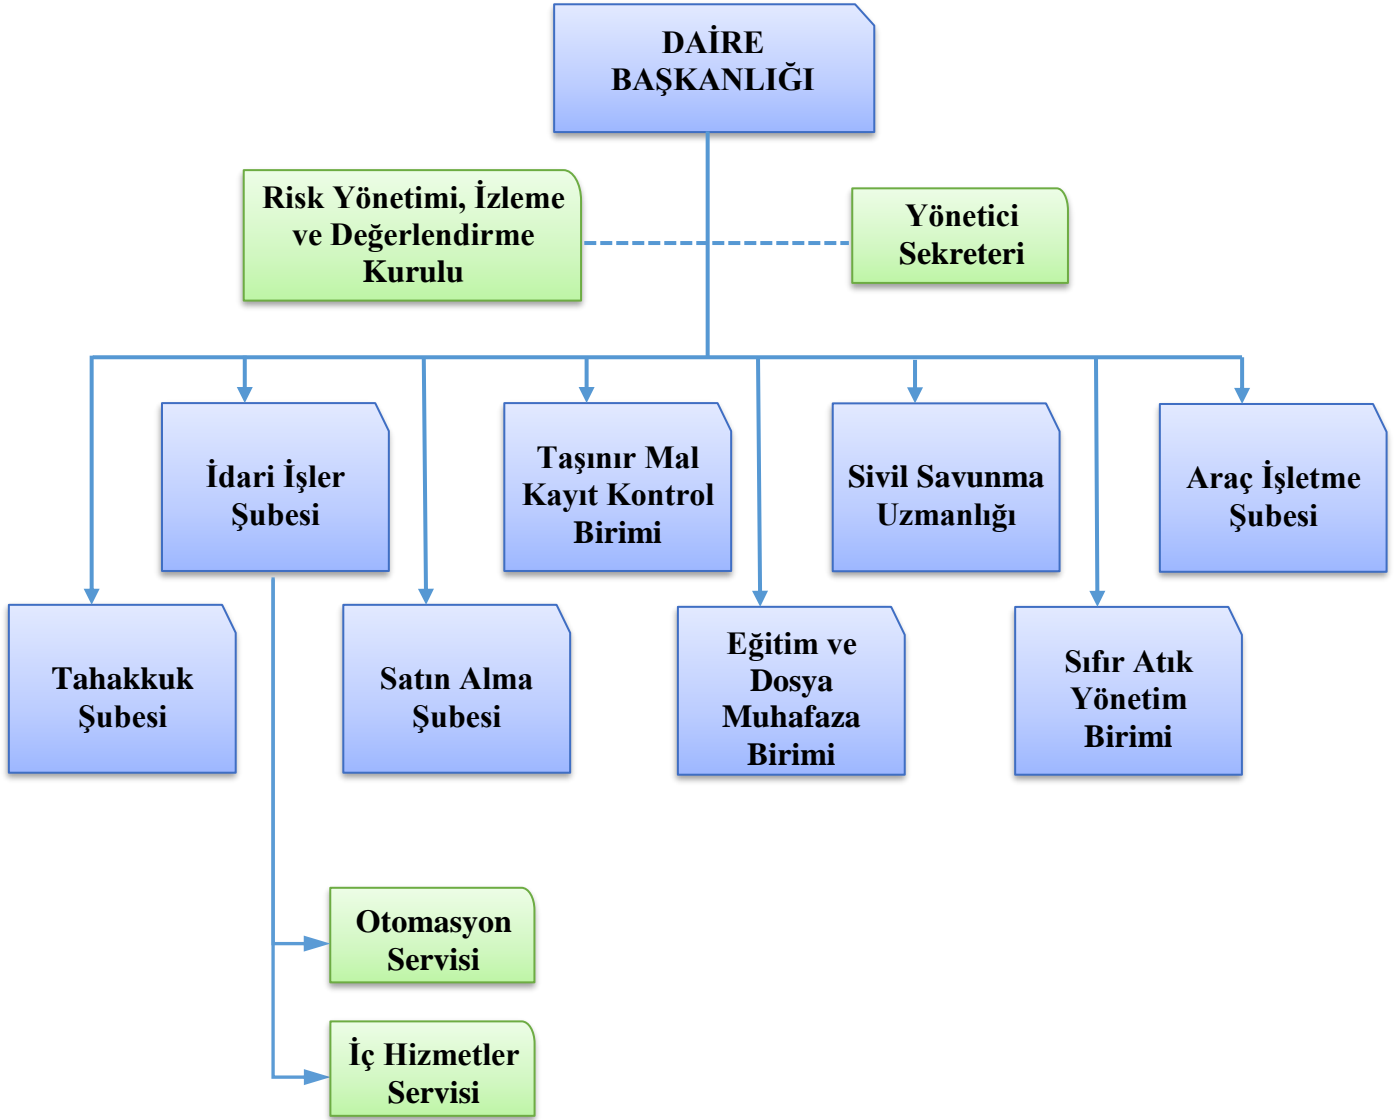 DAİRE
BAŞKANLIĞI
Risk Yönetimi, İzleme
ve Değerlendirme
Kurulu
Yönetici
Sekreteri
İdari İşler
Şubesi
Taşınır Mal
Kayıt Kontrol
Birimi
Sivil Savunma
Uzmanlığı
Araç İşletme
Şubesi
Tahakkuk
Şubesi
Satın Alma
Şubesi
Eğitim ve
Dosya
Muhafaza
Birimi
Sıfır Atık
Yönetim
Birimi
Otomasyon
Servisi
İç Hizmetler
Servisi